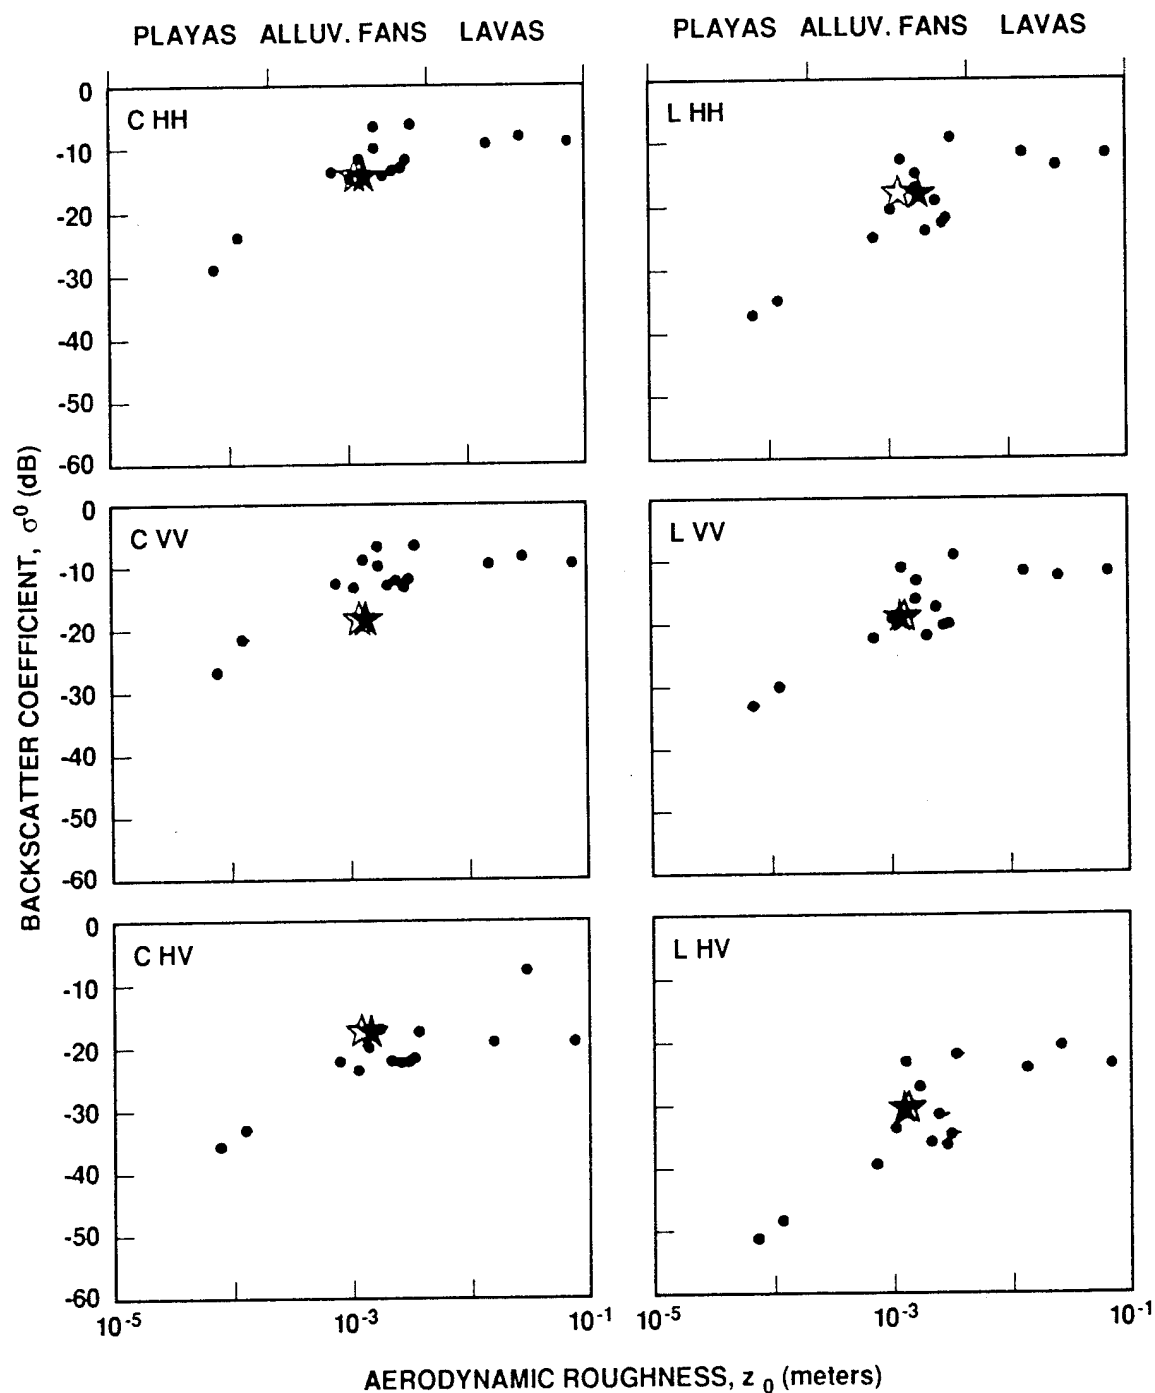 PLAYAS ALLUV. FANS LAVAS
PLAYAS ALLUV. FANS LAVAS
C HH
0
-10
-20
-30
-40
-50
-60
L HH
C VV
0
-10
-20
-30
-40
-50
-60
L VV
C HV
0
-10
-20
-30
-40
-50
-60
L HV
10^-5
10^-3
10^-1
10^-5
10^-3
10^-1
BACKSCATTER COEFFICIENT, σ^0 (dB)
AERODYNAMIC ROUGHNESS, z_0 (meters)